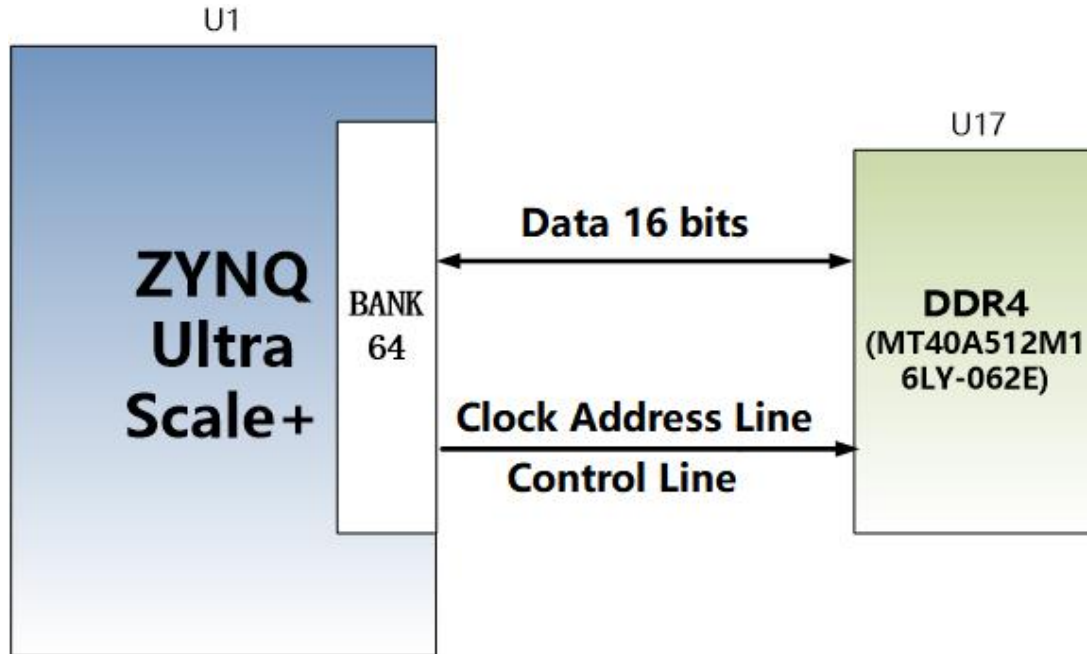 U1
U17
ZYNQ
Ultra
Scale+
BANK
64
Data 16 bits
Clock Address Line
Control Line
DDR4
(MT40A512M1
6LY-062E)